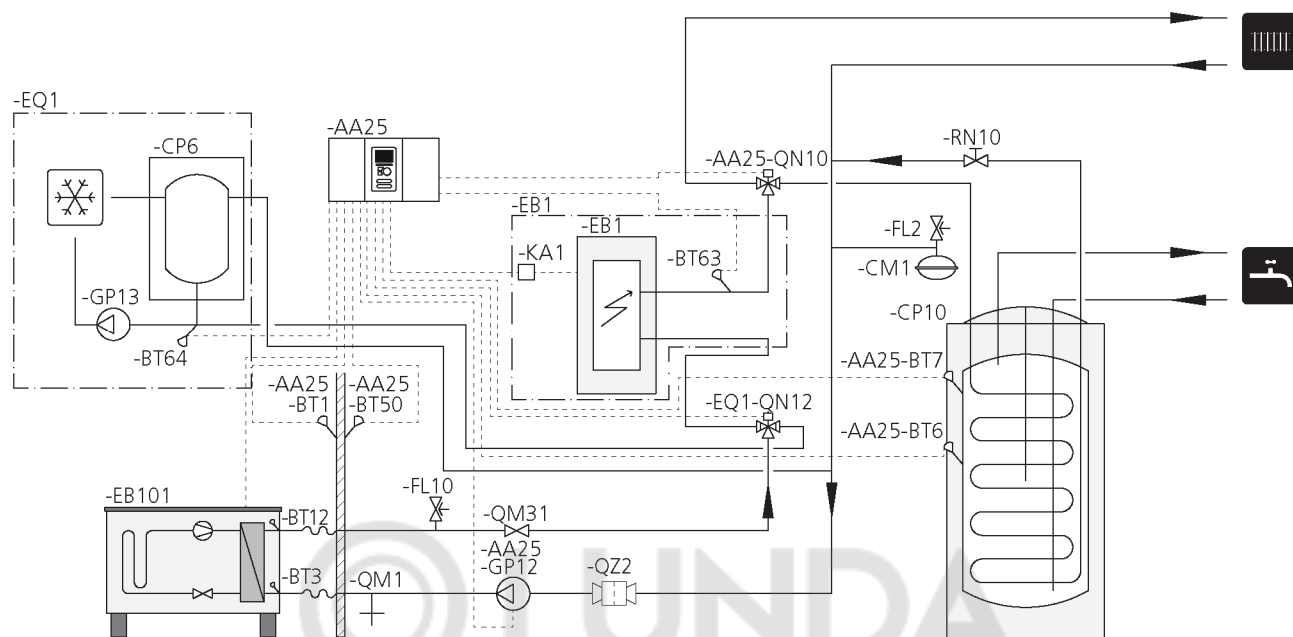 -EQ1
-CP6
-AA25
-RN10
-AA25-QN10
-EB1
-EB1
-FL2
-KA1
-BT63
-CM1
-GP13
-CP10
-BT64
-AA25-BT7
-AA25
-BT1
-AA25
-BT50
-EQ1-QN12
-AA25-BT6
-FL10
-EB101
-BT12
-QM31
-AA25
-GP12
-QZ2
-BT3
-QM1
TUNDA